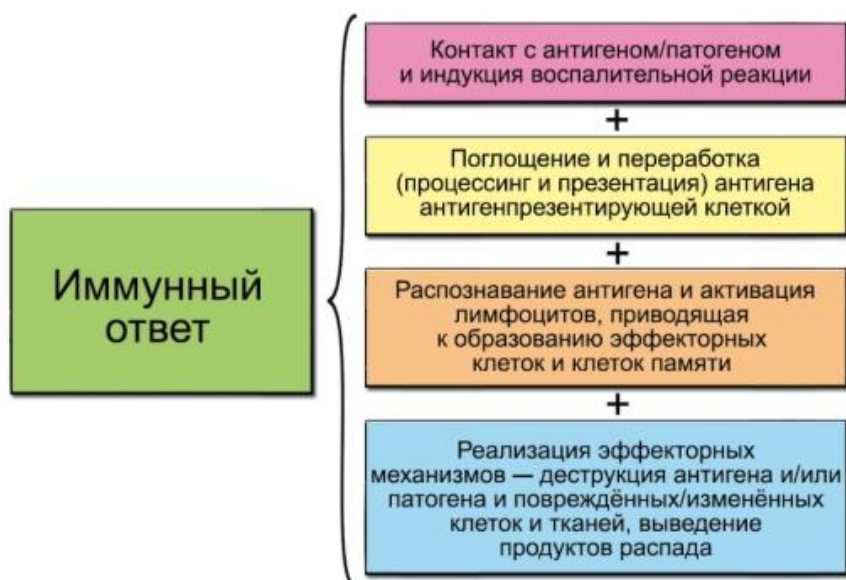 Иммунный
ответ
Контакт с антигеном/патогеном
и индукция воспалительной реакции
+
Поглощение и переработка
(процессинг и презентация) антигена
антигенпрезентирующей клеткой
+
Распознавание антигена и активация
лимфоцитов, приводящая
к образованию эффекторных
клеток и клеток памяти
+
Реализация эффекторных
механизмов — деструкция антигена и/или
патогена и повреждённых/изменённых
клеток и тканей, выведение
продуктов распада